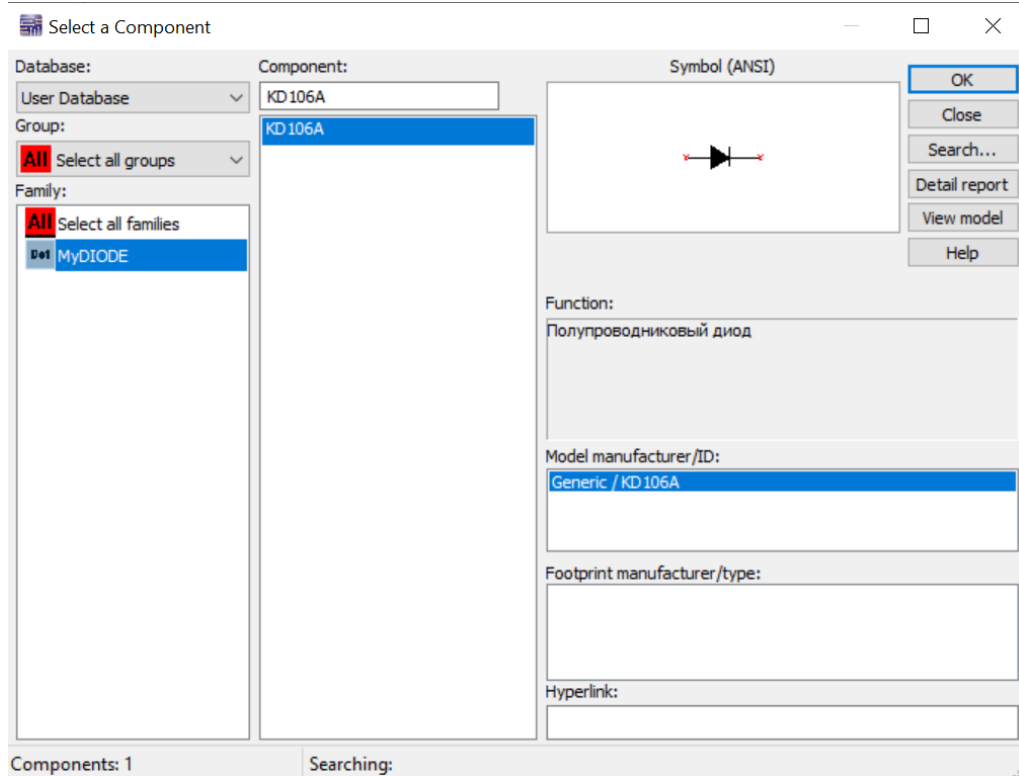 Select a Component
Database:
User Database
Group:
All Select all groups
Family:
All Select all families
MyDIODE
Component:
KD106A
KD106A
Symbol (ANSI)
OK
Close
Search...
Detail report
View model
Help
Function:
Полупроводниковый диод
Model manufacturer/ID:
Generic / KD106A
Footprint manufacturer/type:
Hyperlink:
Components: 1
Searching: